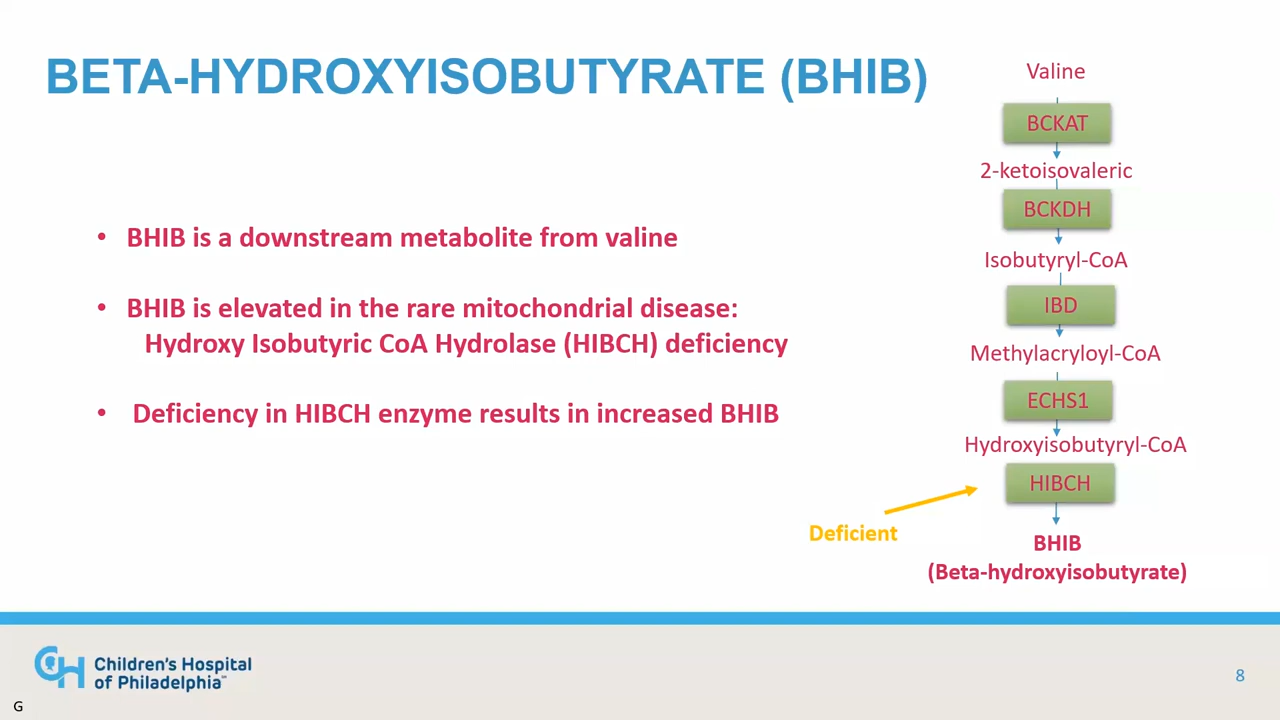 BETA-HYDROXYISOBUTYRATE (BHIB)
• BHIB is a downstream metabolite from valine
• BHIB is elevated in the rare mitochondrial disease:
Hydroxy Isobutyric CoA Hydrolase (HIBCH) deficiency
• Deficiency in HIBCH enzyme results in increased BHIB
Valine
BCKAT
2-ketoisovaleric
BCKDH
Isobutyryl-CoA
IBD
Methylacryloyl-CoA
ECHS1
Hydroxyisobutyryl-CoA
HIBCH
Deficient
BHIB
(Beta-hydroxyisobutyrate)
CH Children's Hospital
of Philadelphia℠
8
G